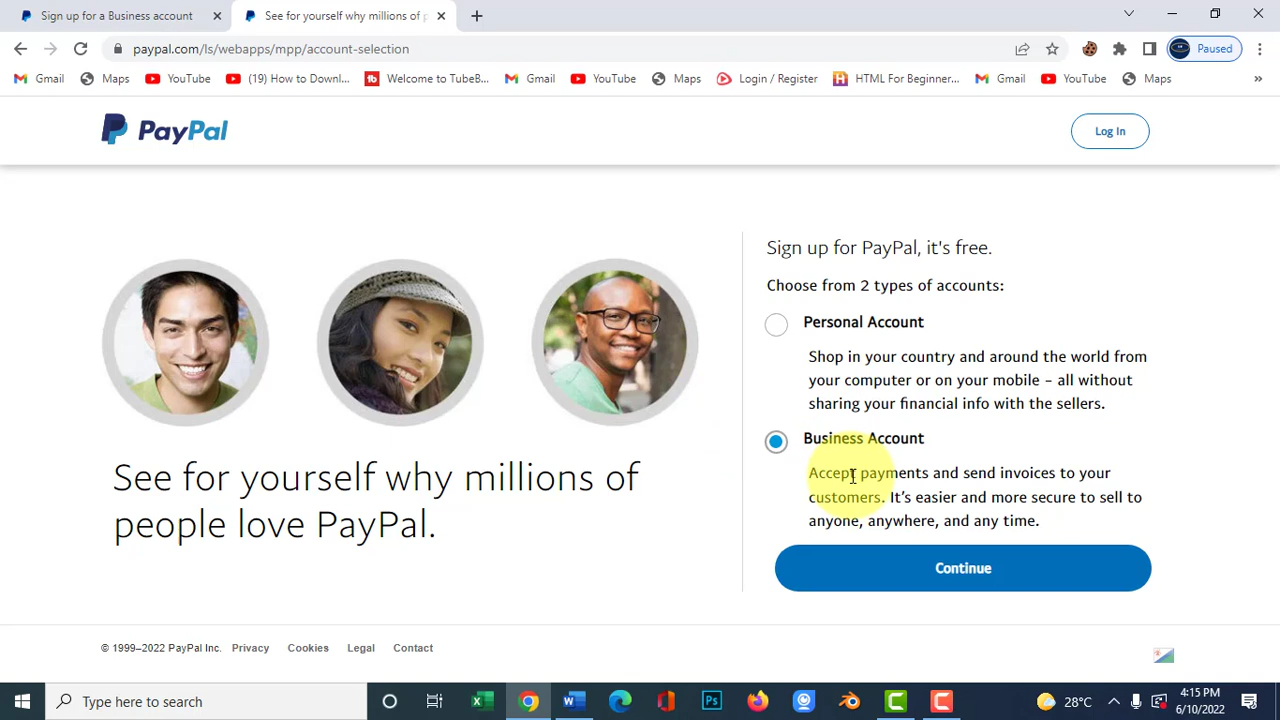 Sign up for a Business account
See for yourself why millions of p
paypal.com/ls/webapps/mpp/account-selection
Paused
Gmail
Maps
YouTube
(19) How to Downl...
Welcome to TubeB...
Gmail
YouTube
Maps
Login / Register
HTML For Beginner...
Gmail
YouTube
Maps
PayPal
Log In
Sign up for PayPal, it's free.
Choose from 2 types of accounts:
Personal Account
Shop in your country and around the world from
your computer or on your mobile – all without
sharing your financial info with the sellers.
Business Account
Accept payments and send invoices to your
customers. It’s easier and more secure to sell to
anyone, anywhere, and any time.
Continue
See for yourself why millions of
people love PayPal.
© 1999–2022 PayPal Inc.
Privacy
Cookies
Legal
Contact
Type here to search
Ps
28°C
4:15 PM
6/10/2022